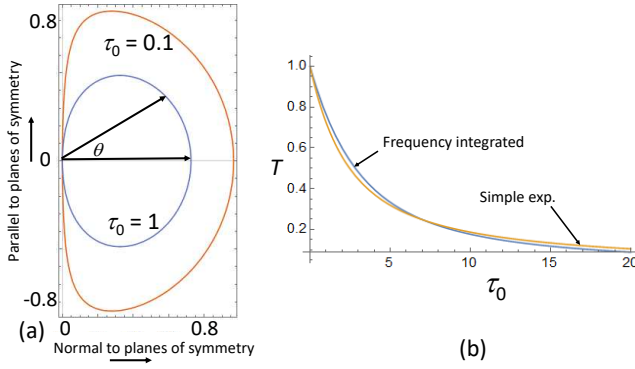 0.8
τ0 = 0.1
θ
0
τ0 = 1
-0.8
0
0.8
Parallel to planes of symmetry
Normal to planes of symmetry
(a)
1.0
0.8
0.6
0.4
0.2
T
Frequency integrated
Simple exp.
5
10
15
20
τ0
(b)